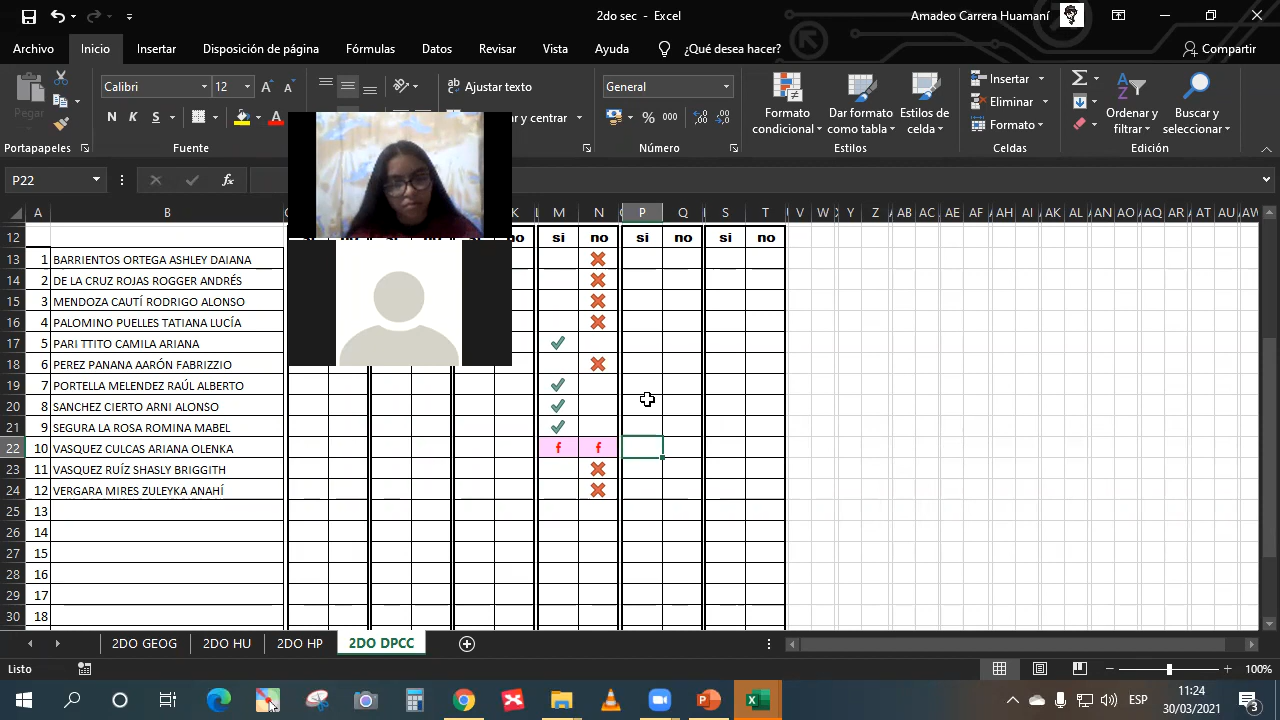 2do sec - Excel
Amadeo Carrera Huamaní
Archivo Inicio Insertar Disposición de página Fórmulas Datos Revisar Vista Ayuda ¿Qué desea hacer? Compartir
Pegar
Calibri 12
N K S
Ajustar texto
ar y centrar
General
% 000
Formato condicional
Dar formato como tabla
Estilos de celda
Insertar
Eliminar
Formato
Ordenar y filtrar
Buscar y seleccionar
Portapapeles Fuente Número Estilos Celdas Edición
P22
fx
A B K L M N P Q S T U V W X Y Z AB AC AE AF AH AI AK AL AN AO AQ AR AT AU AW
12 no si no si no si no
13 1 BARRIENTOS ORTEGA ASHLEY DAIANA
14 2 DE LA CRUZ ROJAS ROGGER ANDRÉS
15 3 MENDOZA CAUTÍ RODRIGO ALONSO
16 4 PALOMINO PUELLES TATIANA LUCÍA
17 5 PARI TTITO CAMILA ARIANA
18 6 PEREZ PANANA AARÓN FABRIZZIO
19 7 PORTELLA MELENDEZ RAÚL ALBERTO
20 8 SANCHEZ CIERTO ARNI ALONSO
21 9 SEGURA LA ROSA ROMINA MABEL
22 10 VASQUEZ CULCAS ARIANA OLENKA f f
23 11 VASQUEZ RUÍZ SHASLY BRIGGITH
24 12 VERGARA MIRES ZULEYKA ANAHÍ
25 13
26 14
27 15
28 16
29 17
30 18
2DO GEOG 2DO HU 2DO HP 2DO DPCC
Listo
100%
ESP
11:24
30/03/2021
3